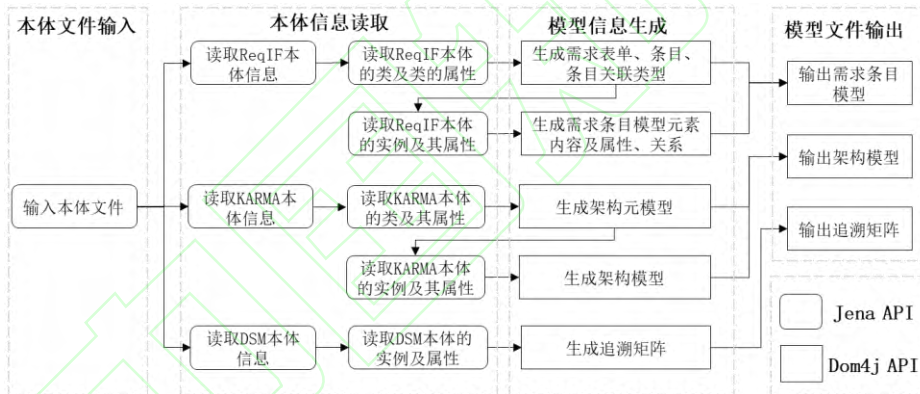 本体文件输入
本体信息读取
模型信息生成
模型文件输出
读取ReqIF本
体信息
读取ReqIF本体
的类及类的属性
生成需求表单、条目、
条目关联类型
输出需求条目
模型
读取ReqIF本体
的实例及其属性
生成需求条目模型元素
内容及属性、关系
输出架构模型
输入本体文件
读取KARMA本
体信息
读取KARMA本体
的类及其属性
生成架构元模型
输出追溯矩阵
读取KARMA本体
的实例及其属性
生成架构模型
读取DSM本体
信息
读取DSM本体的
实例及属性
生成追溯矩阵
Jena API
Dom4j API